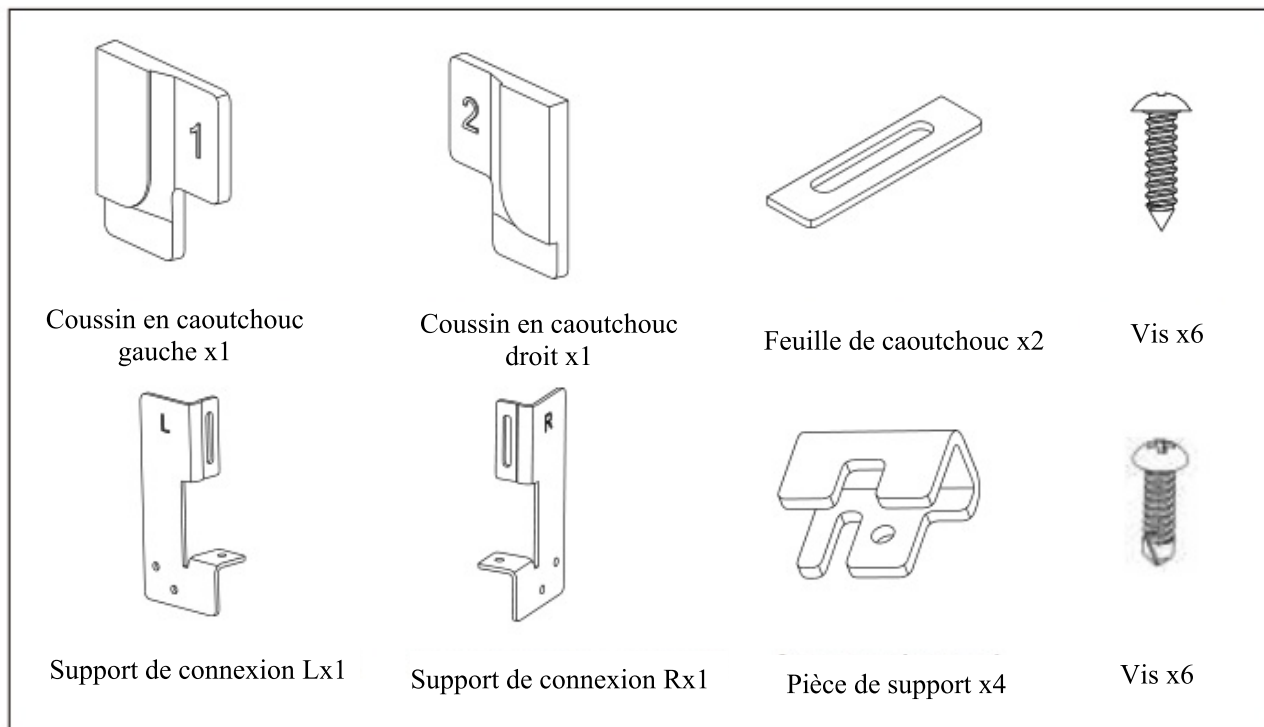 1
2
Coussin en caoutchouc
gauche x1
Coussin en caoutchouc
droit x1
Feuille de caoutchouc x2
Vis x6
L
R
Support de connexion Lx1
Support de connexion Rx1
Pièce de support x4
Vis x6